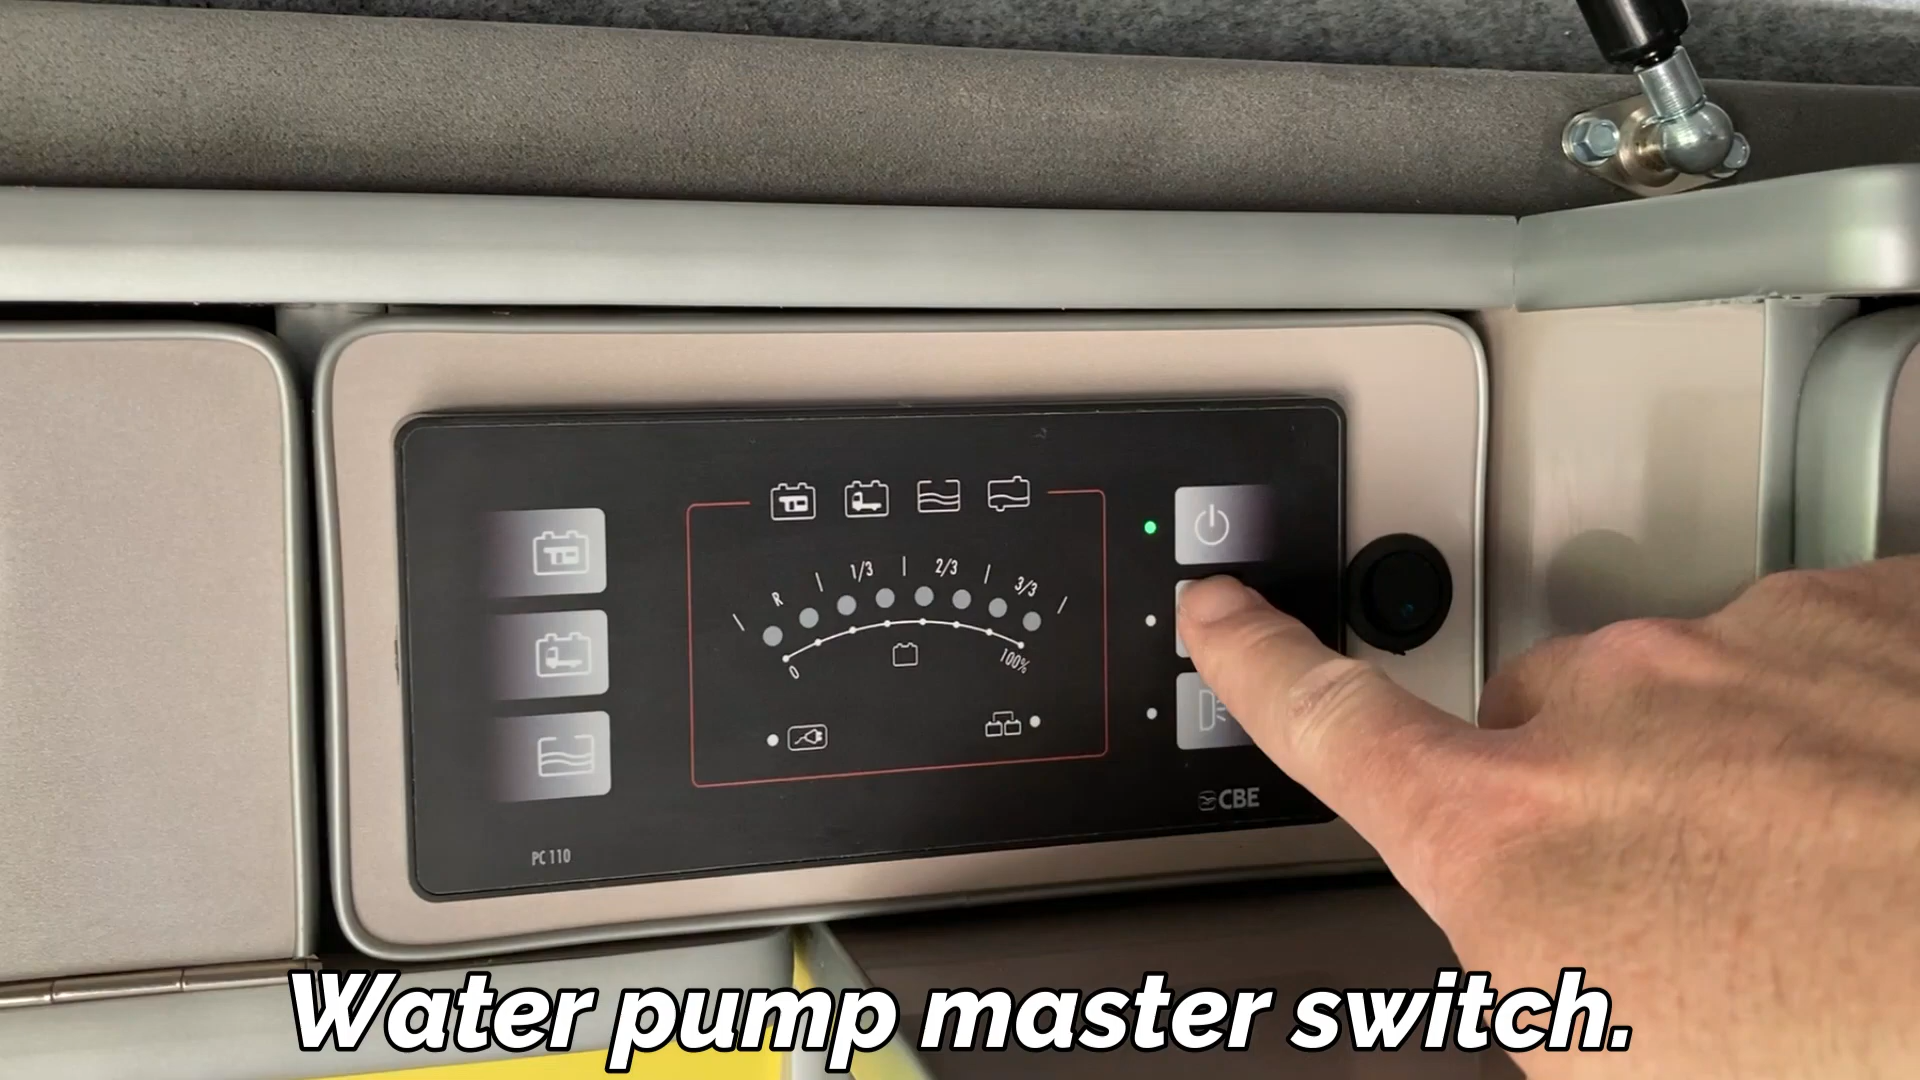 R
1/3
2/3
3/3
0
100%
CBE
PC 110
Water pump master switch.